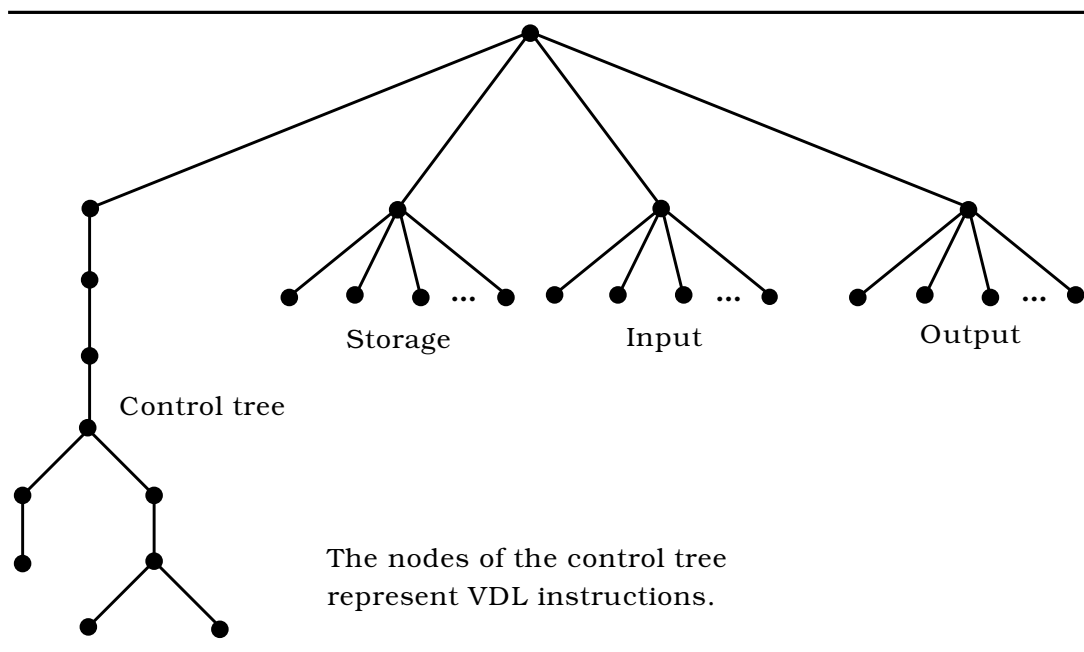 ...
...
...
Storage
Input
Output
Control tree
The nodes of the control tree
represent VDL instructions.